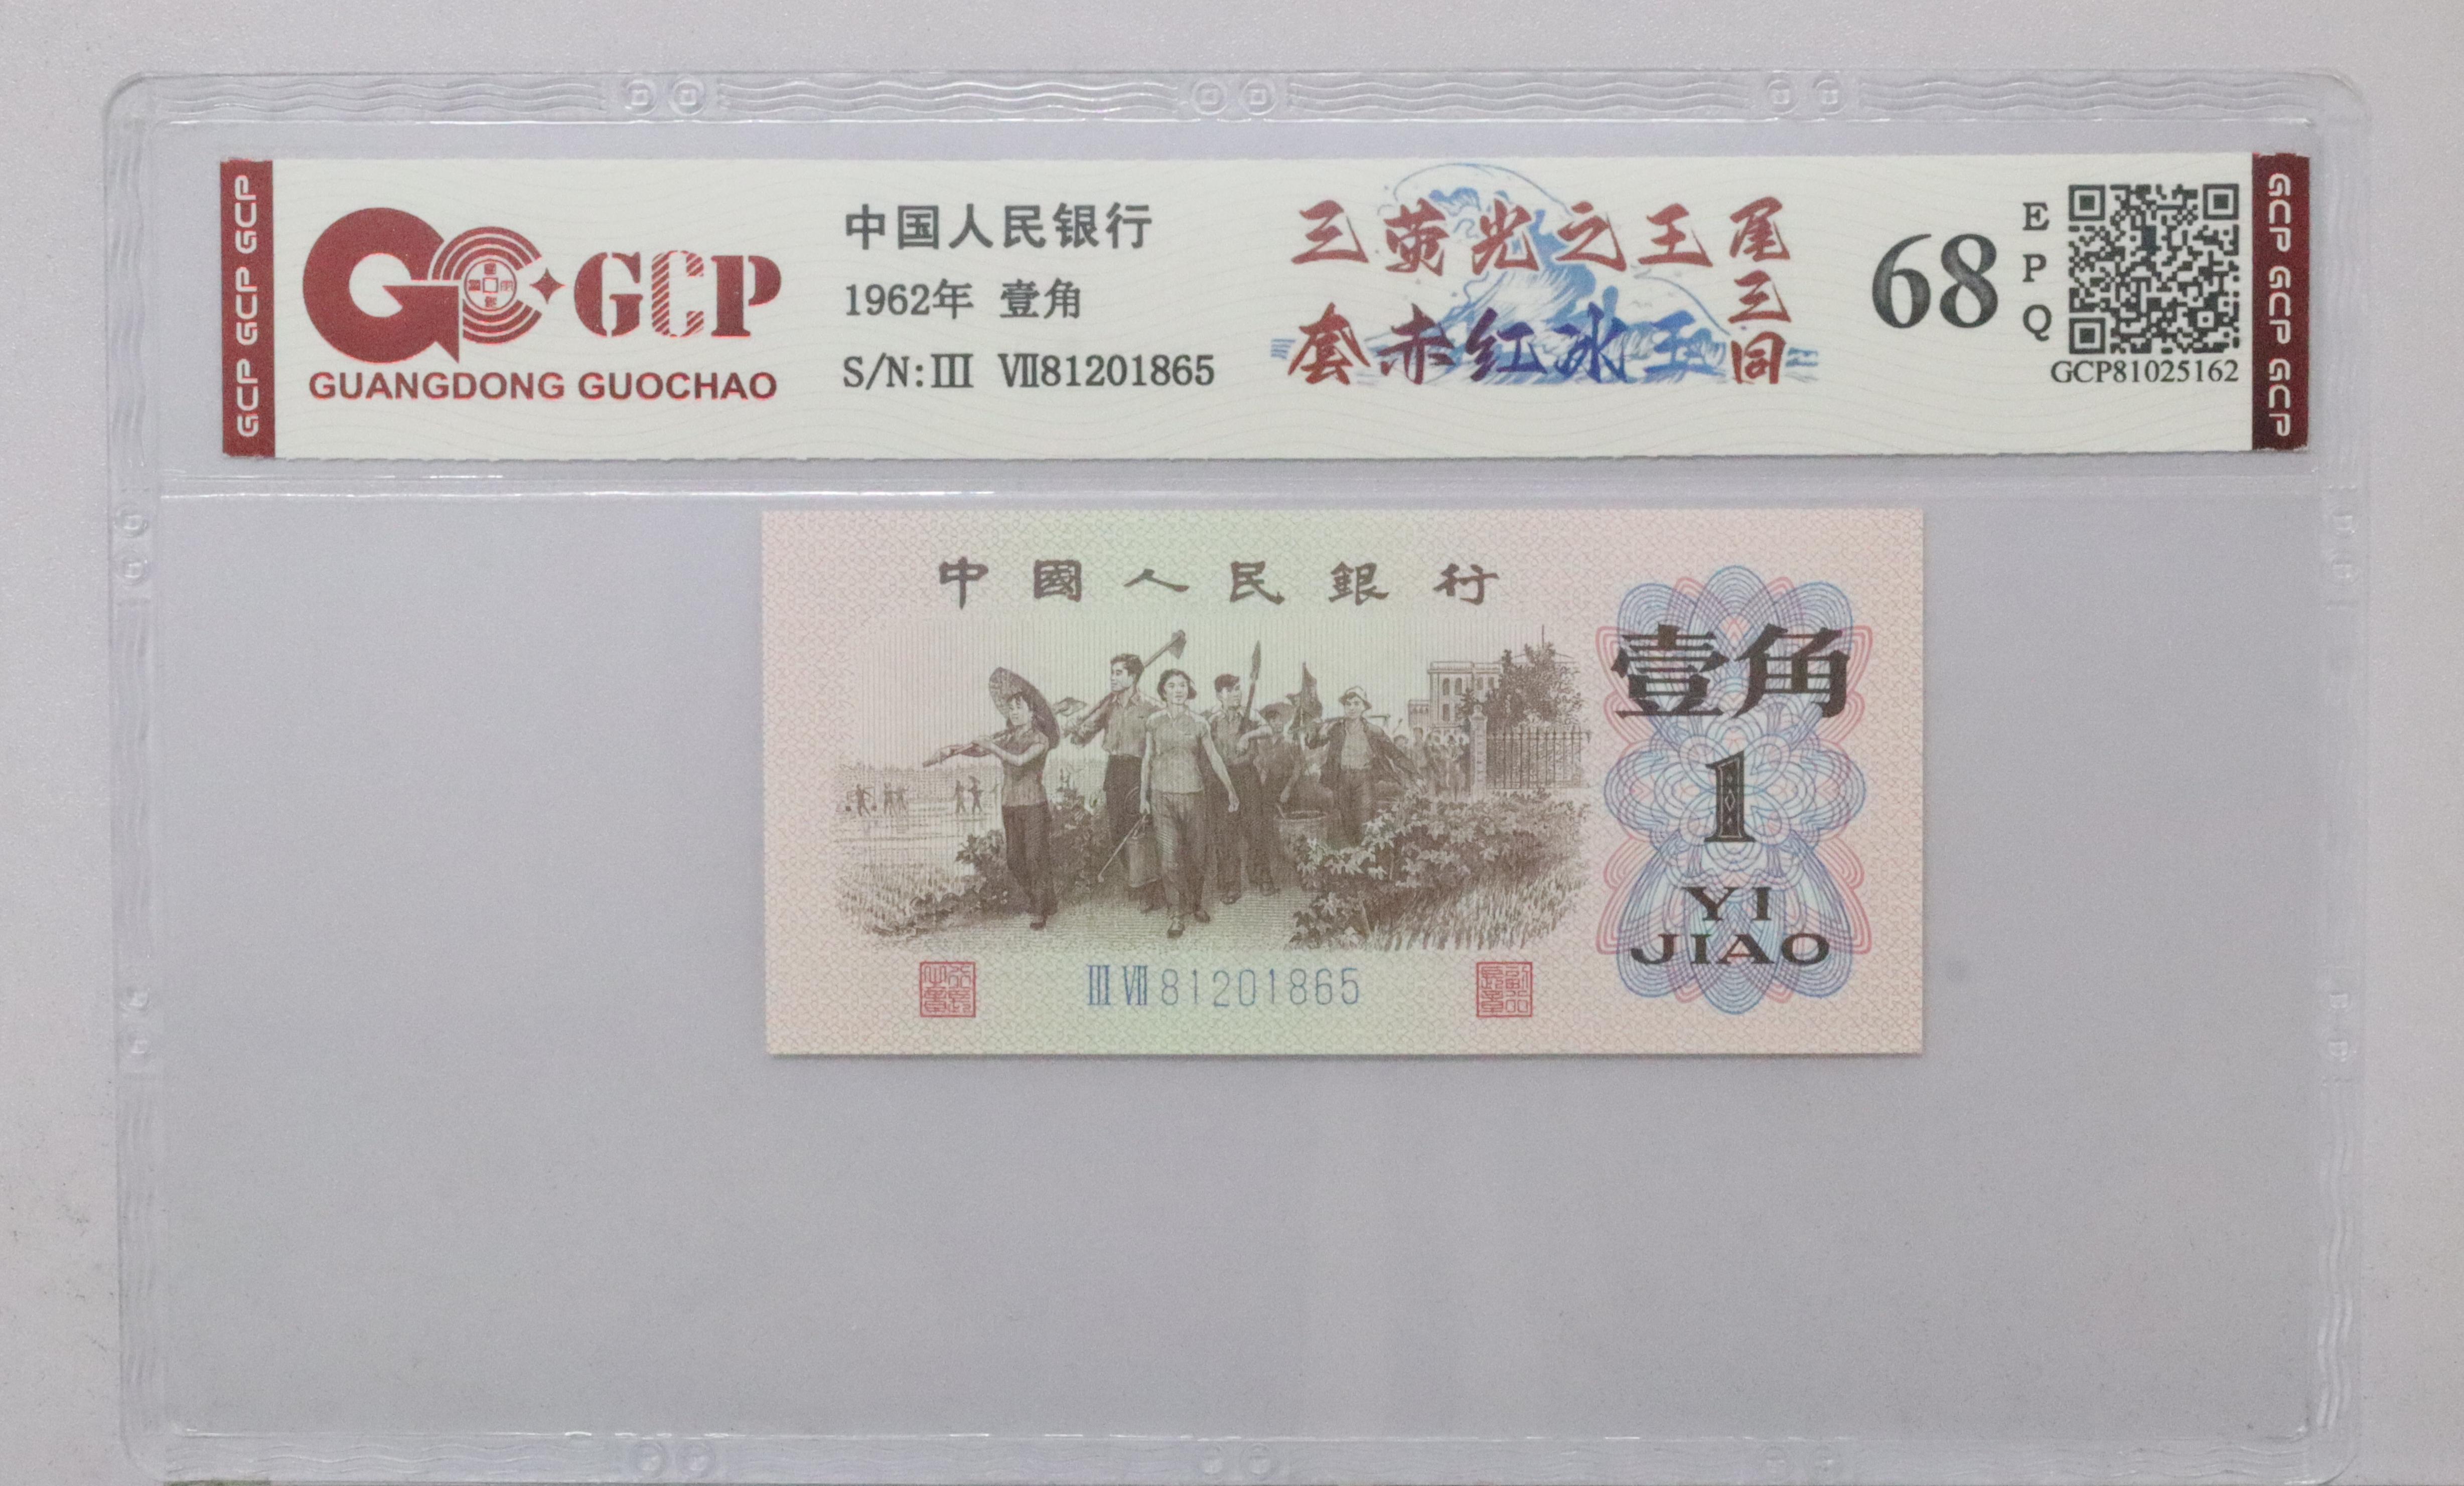 GCP GCP GCP
GCP
GUANGDONG GUOCHAO
中国人民银行
1962年 壹角
S/N:Ⅲ Ⅶ81201865
三荧光之王
套赤红冰王
尾三同
68
EPQ
GCP81025162
GCP GCP GCP
中國人民銀行
壹角
1
YI
JIAO
Ⅲ Ⅶ 81201865